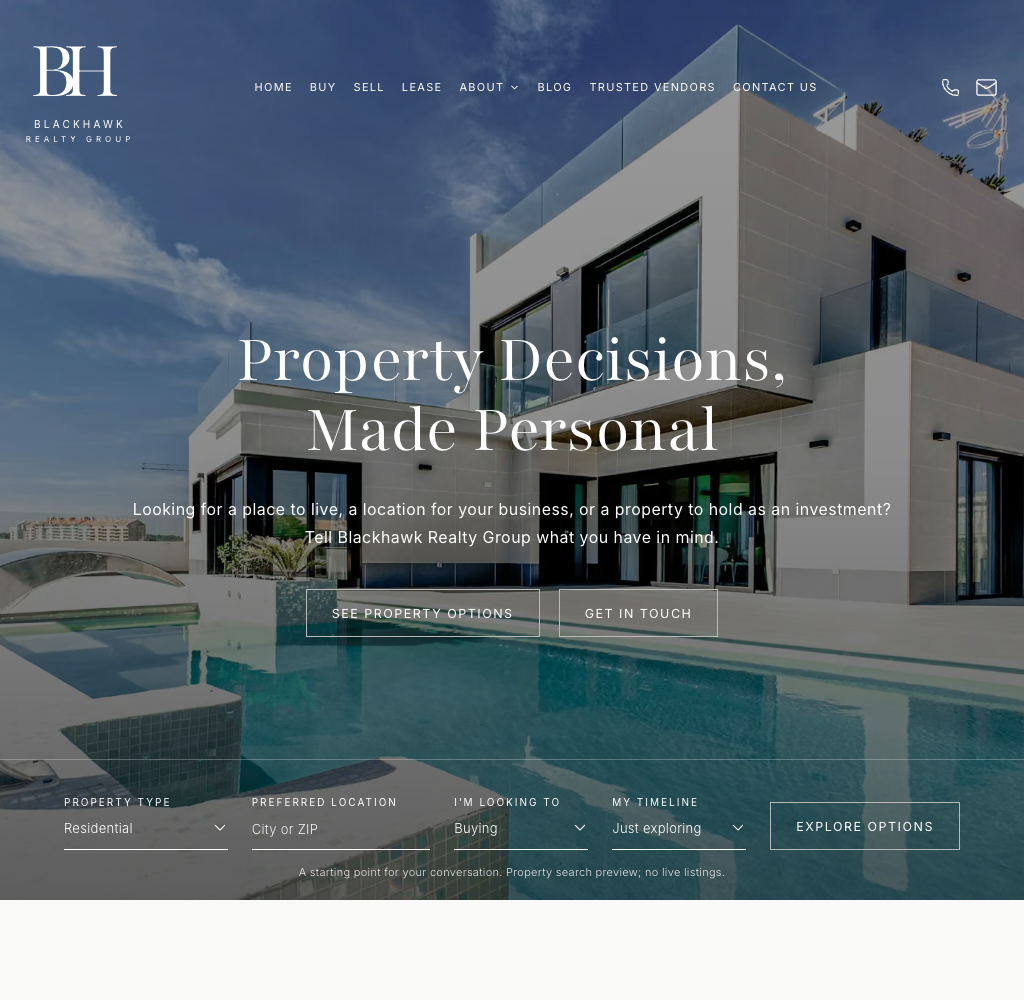 BH
BLACKHAWK
REALTY GROUP
HOME BUY SELL LEASE ABOUT BLOG TRUSTED VENDORS CONTACT US
Property Decisions,
Made Personal
Looking for a place to live, a location for your business, or a property to hold as an investment?
Tell Blackhawk Realty Group what you have in mind.
SEE PROPERTY OPTIONS GET IN TOUCH
PROPERTY TYPE PREFERRED LOCATION I'M LOOKING TO MY TIMELINE
Residential City or ZIP Buying Just exploring EXPLORE OPTIONS
A starting point for your conversation. Property search preview; no live listings.